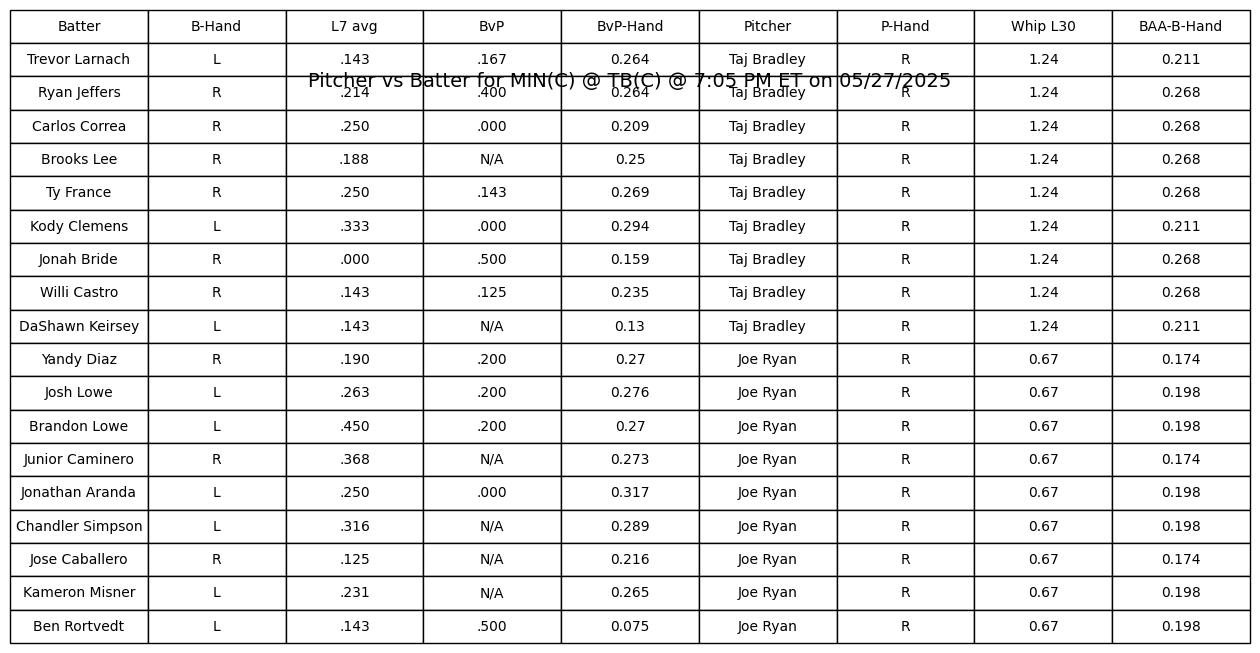 Batter B-Hand L7 avg BvP BvP-Hand Pitcher P-Hand Whip L30 BAA-B-Hand
Trevor Larnach L .143 .167 0.264 Taj Bradley R 1.24 0.211
Pitcher vs Batter for MIN(C) @ TB(C) @ 7:05 PM ET on 05/27/2025
Ryan Jeffers R .214 .400 0.264 Taj Bradley R 1.24 0.268
Carlos Correa R .250 .000 0.209 Taj Bradley R 1.24 0.268
Brooks Lee R .188 N/A 0.25 Taj Bradley R 1.24 0.268
Ty France R .250 .143 0.269 Taj Bradley R 1.24 0.268
Kody Clemens L .333 .000 0.294 Taj Bradley R 1.24 0.211
Jonah Bride R .000 .500 0.159 Taj Bradley R 1.24 0.268
Willi Castro R .143 .125 0.235 Taj Bradley R 1.24 0.268
DaShawn Keirsey L .143 N/A 0.13 Taj Bradley R 1.24 0.211
Yandy Diaz R .190 .200 0.27 Joe Ryan R 0.67 0.174
Josh Lowe L .263 .200 0.276 Joe Ryan R 0.67 0.198
Brandon Lowe L .450 .200 0.27 Joe Ryan R 0.67 0.198
Junior Caminero R .368 N/A 0.273 Joe Ryan R 0.67 0.174
Jonathan Aranda L .250 .000 0.317 Joe Ryan R 0.67 0.198
Chandler Simpson L .316 N/A 0.289 Joe Ryan R 0.67 0.198
Jose Caballero R .125 N/A 0.216 Joe Ryan R 0.67 0.174
Kameron Misner L .231 N/A 0.265 Joe Ryan R 0.67 0.198
Ben Rortvedt L .143 .500 0.075 Joe Ryan R 0.67 0.198